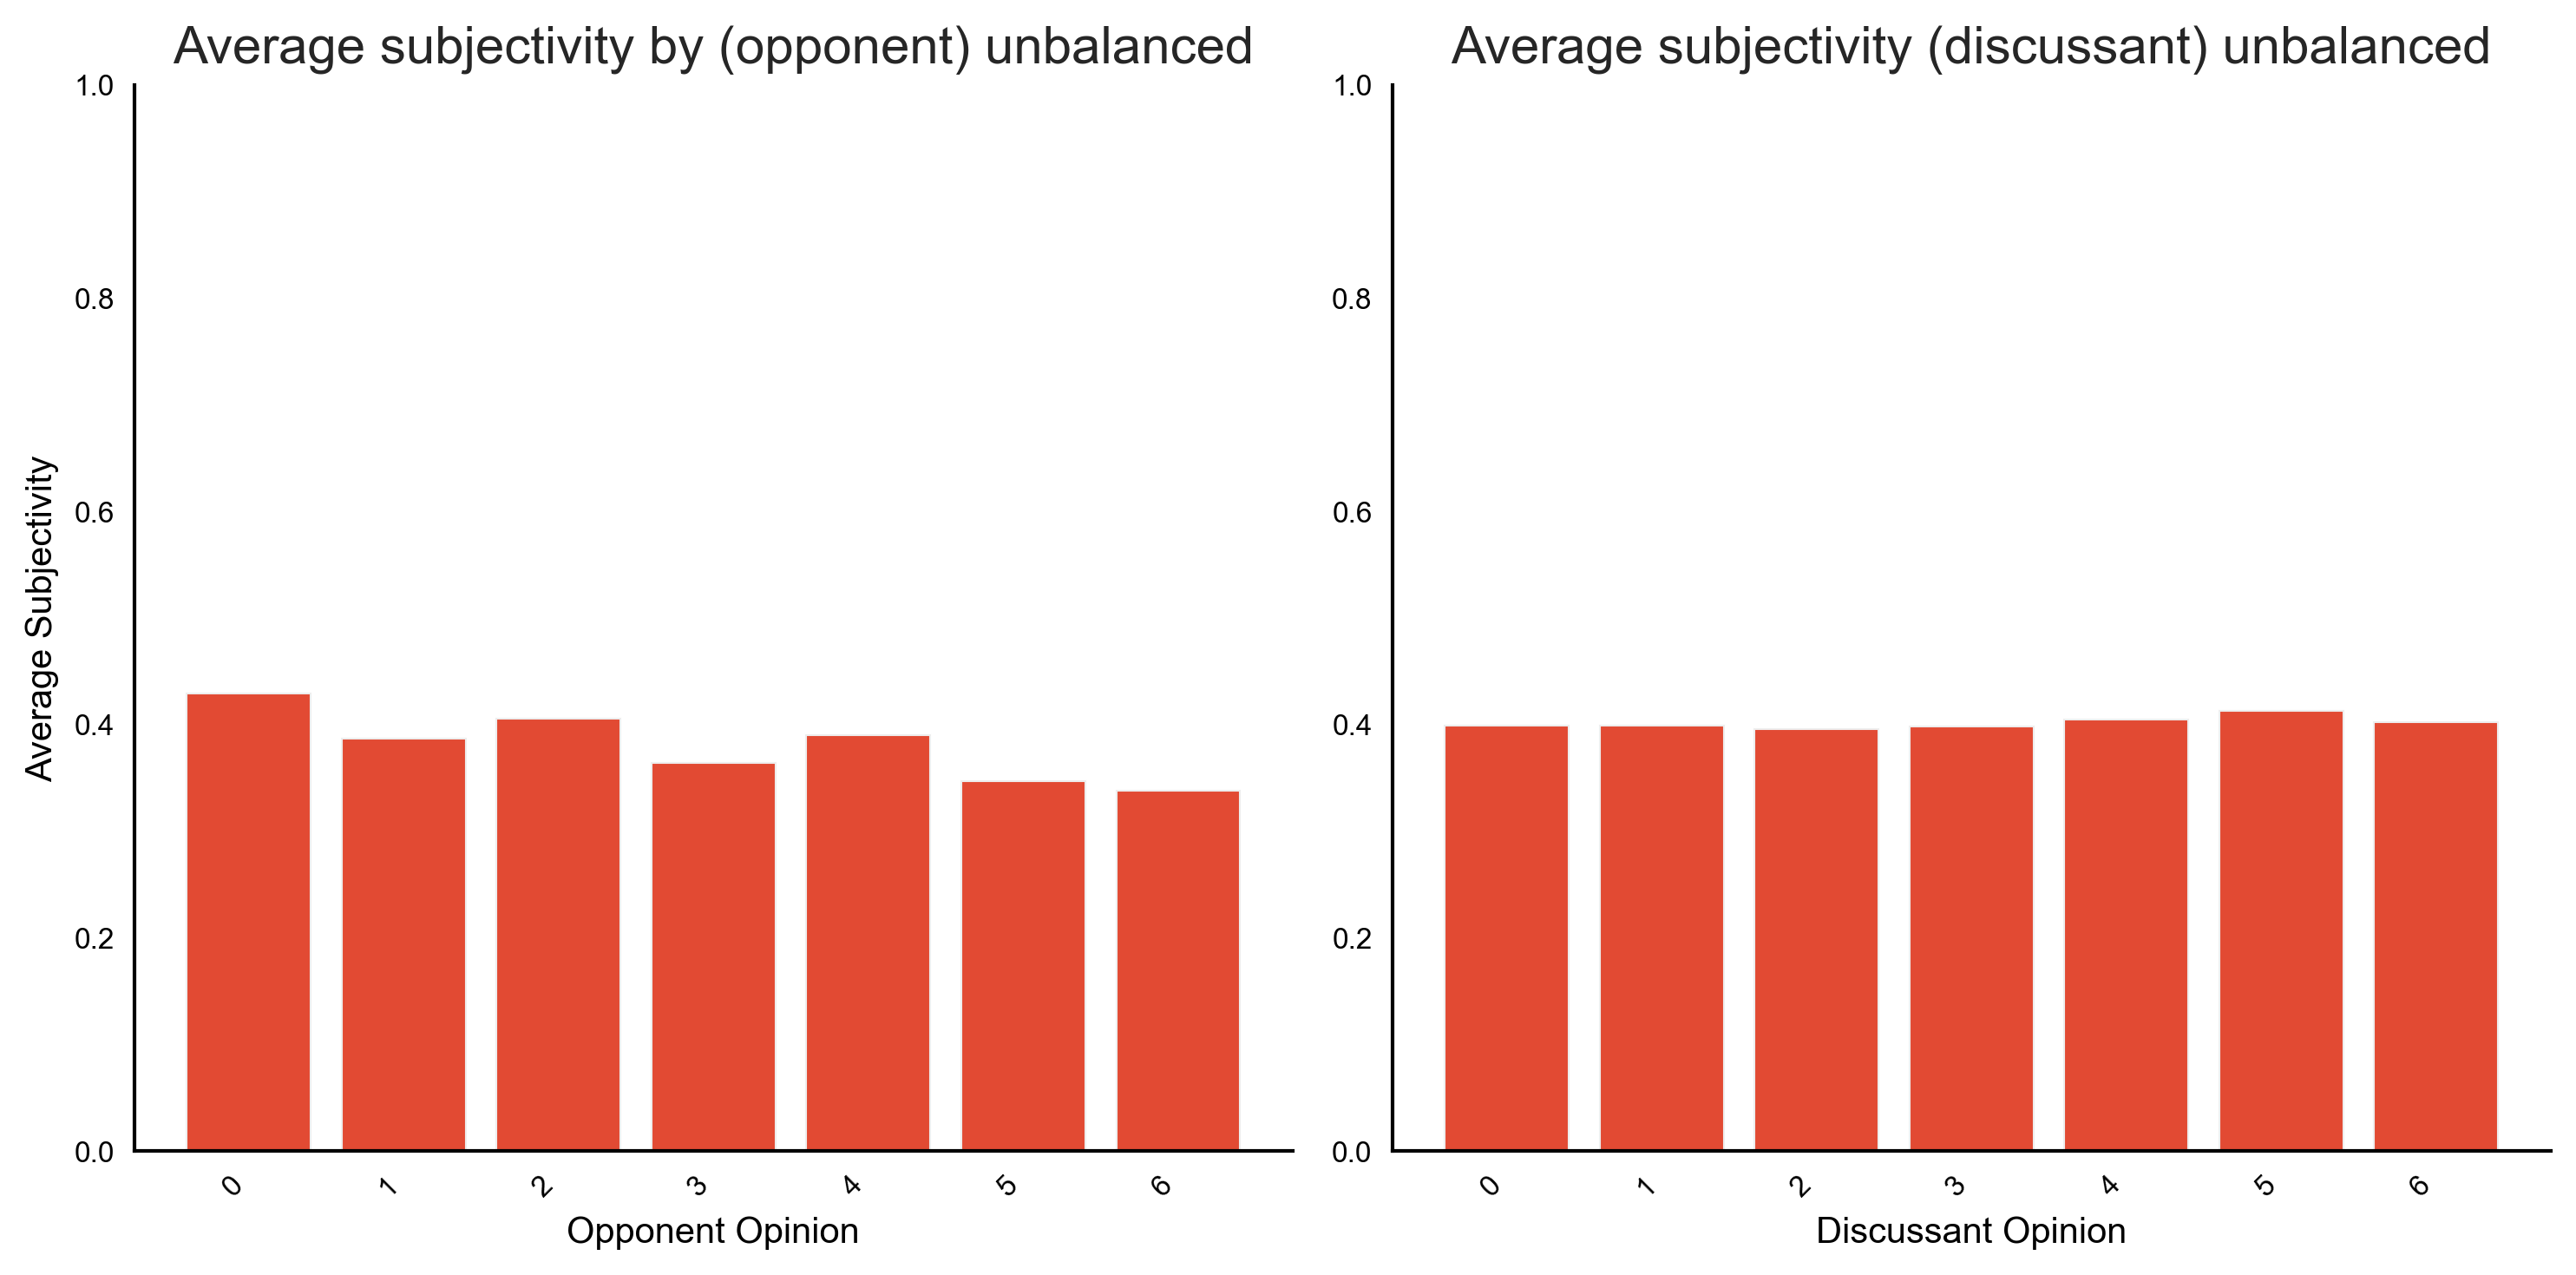 Average subjectivity by (opponent) unbalanced
1.0
0.8
0.6
0.4
0.2
0.0
Average Subjectivity
0 1 2 3 4 5 6
Opponent Opinion
Average subjectivity (discussant) unbalanced
1.0
0.8
0.6
0.4
0.2
0.0
0 1 2 3 4 5 6
Discussant Opinion